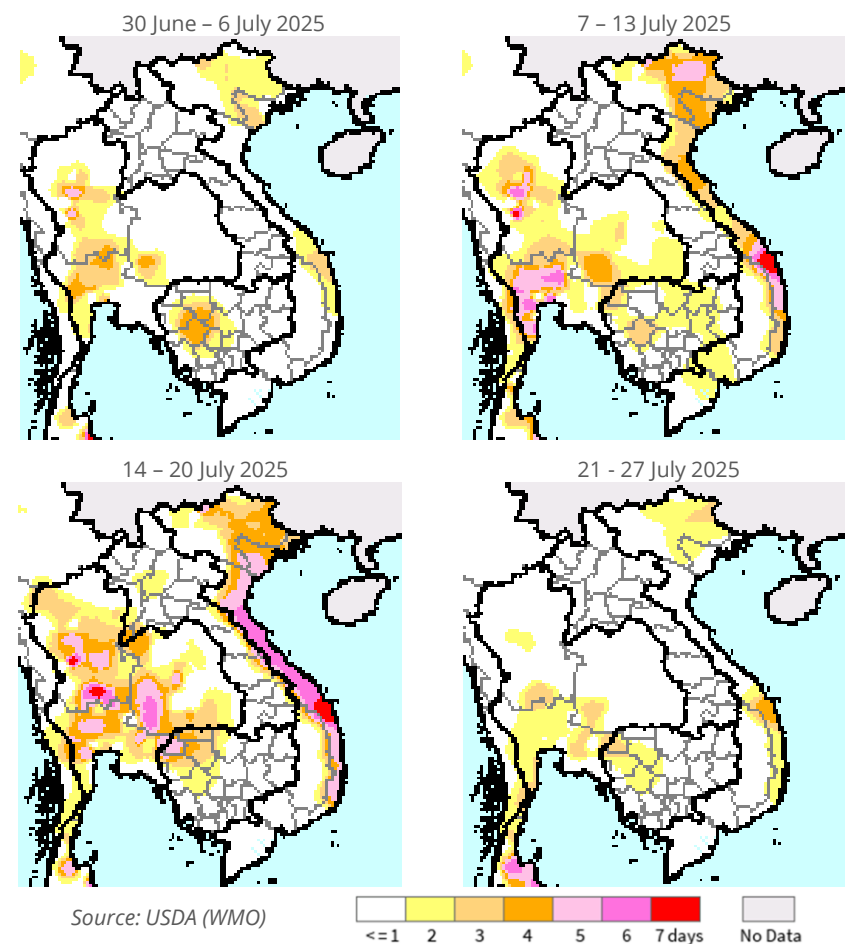 30 June – 6 July 2025
7 – 13 July 2025
14 – 20 July 2025
21 - 27 July 2025
Source: USDA (WMO)
<=1 2 3 4 5 6 7 days No Data